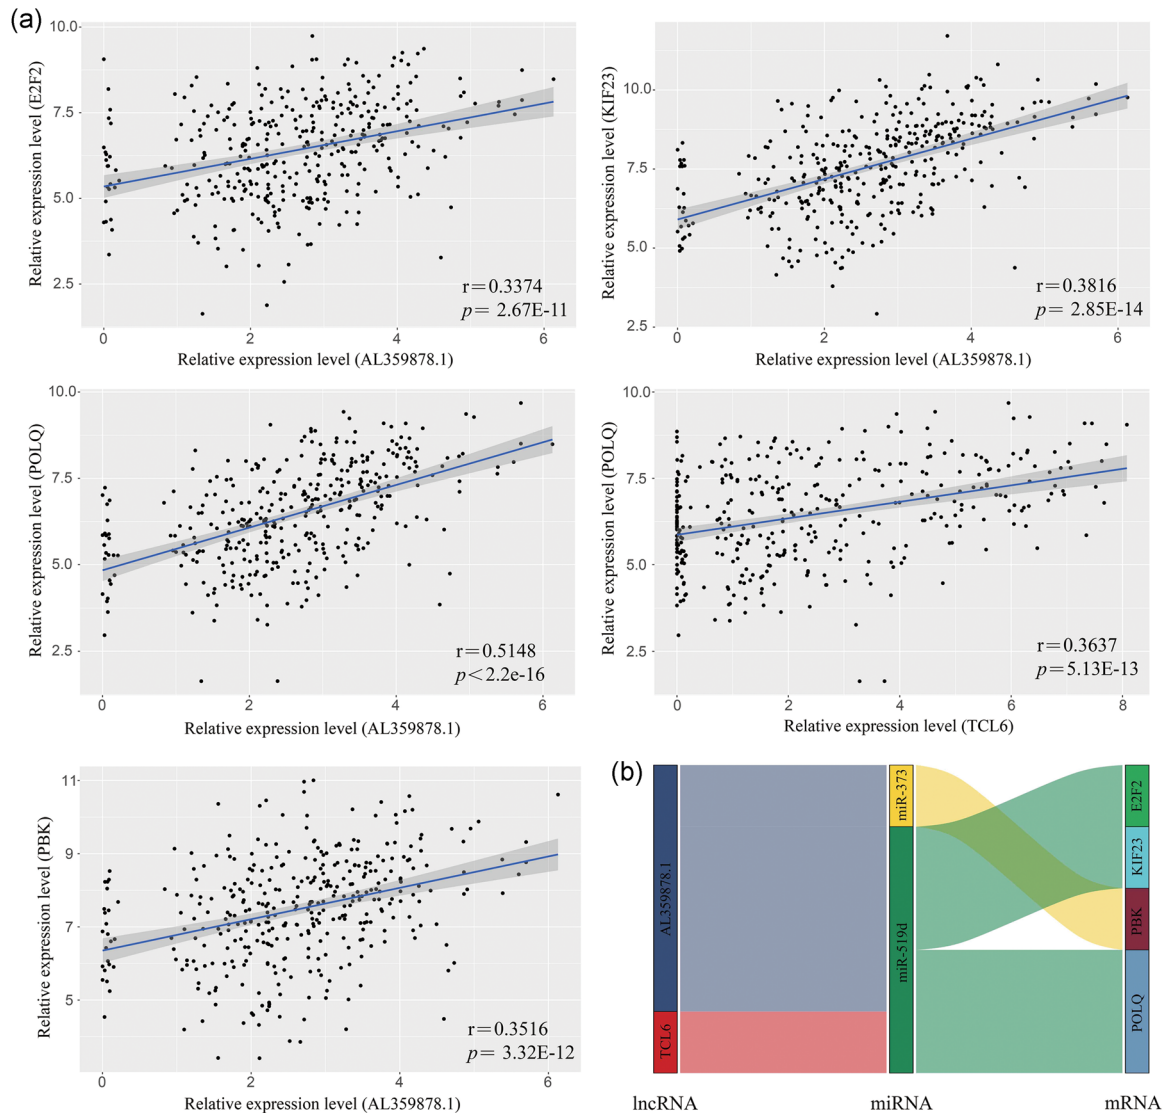 (a)
10.0
7.5
5.0
2.5
Relative expression level (E2F2)
r=0.3374
p= 2.67E-11
0 2 4 6
Relative expression level (AL359878.1)
10.0
7.5
5.0
2.5
Relative expression level (KIF23)
r=0.3816
p= 2.85E-14
0 2 4 6
Relative expression level (AL359878.1)
10.0
7.5
5.0
2.5
Relative expression level (POLQ)
r=0.5148
p<2.2e-16
0 2 4 6
Relative expression level (AL359878.1)
10.0
7.5
5.0
2.5
Relative expression level (POLQ)
r=0.3637
p=5.13E-13
0 2 4 6 8
Relative expression level (TCL6)
11
9
7
5
Relative expression level (PBK)
r=0.3516
p= 3.32E-12
0 2 4 6
Relative expression level (AL359878.1)
(b)
AL359878.1
TCL6
miR-373
miR-519d
E2F2
KIF23
PBK
POLQ
lncRNA miRNA mRNA